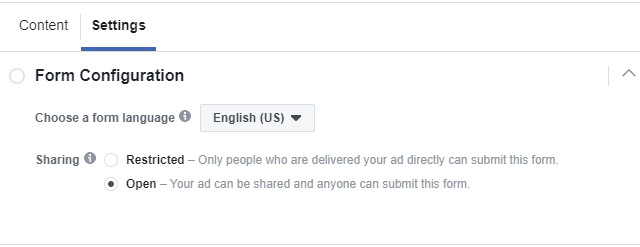 Content Settings
Form Configuration
Choose a form language English (US)
Sharing Restricted – Only people who are delivered your ad directly can submit this form.
Open – Your ad can be shared and anyone can submit this form.